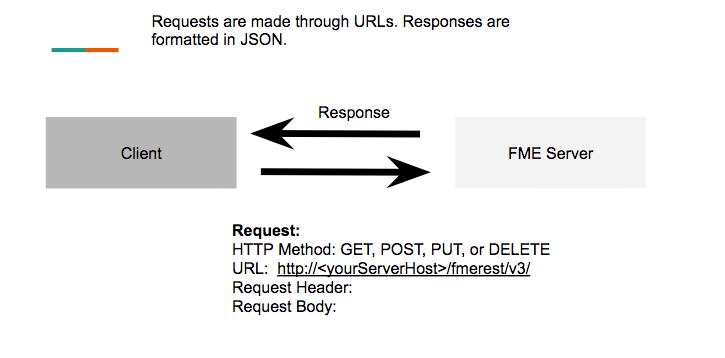 Requests are made through URLs. Responses are
formatted in JSON.
Response
Client
FME Server
Request:
HTTP Method: GET, POST, PUT, or DELETE
URL:  http://<yourServerHost>/fmerest/v3/
Request Header:
Request Body: